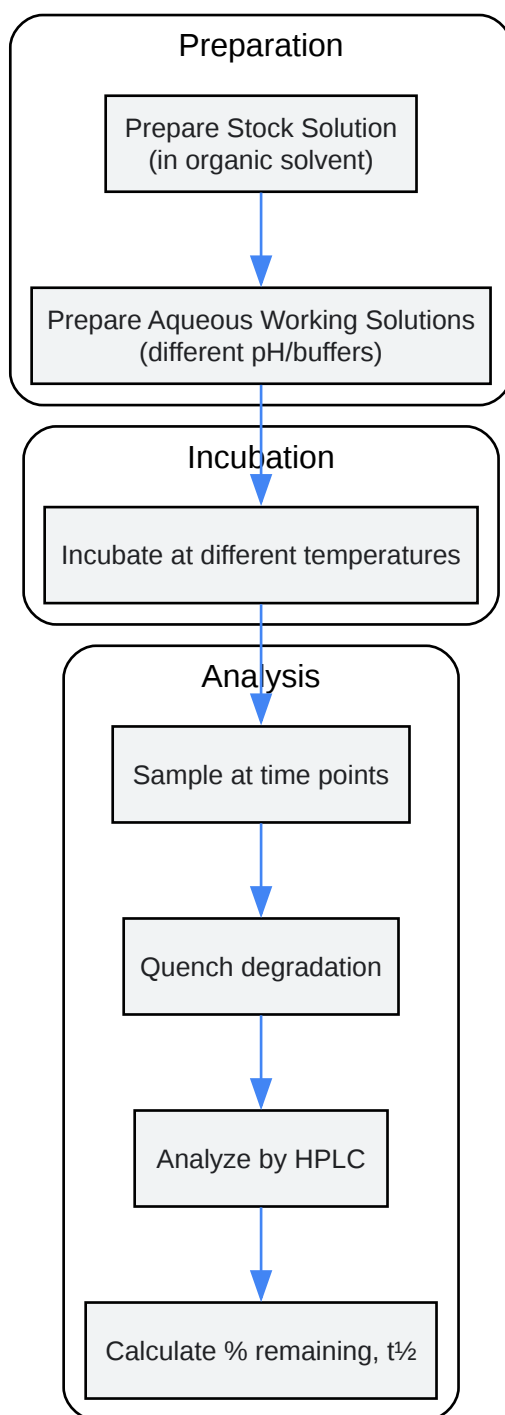 Preparation
Prepare Stock Solution
(in organic solvent)
Prepare Aqueous Working Solutions
(different pH/buffers)
Incubation
Incubate at different temperatures
Analysis
Sample at time points
Quench degradation
Analyze by HPLC
Calculate % remaining, t½